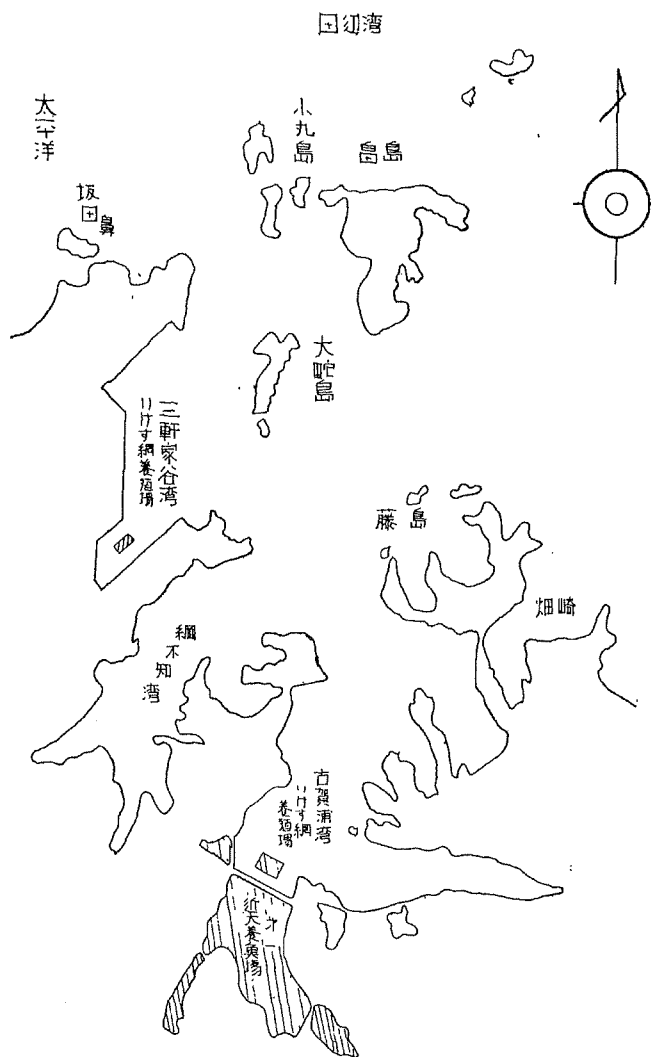 田辺湾
太平洋
小丸島
畠島
坂田鼻
大蛇島
三軒家谷湾
いけす網養殖場
藤島
畑崎
綱不知湾
古賀浦湾
いけす網
養殖場
才一
近大養魚場